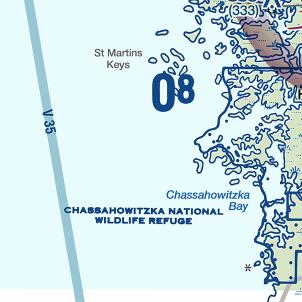 (333)
St Martins
Keys
08
V 35
Chassahowitzka
Bay
CHASSAHOWITZKA NATIONAL
WILDLIFE REFUGE